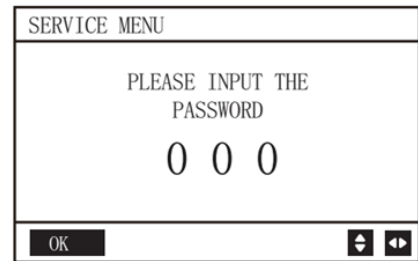 SERVICE MENU
PLEASE INPUT THE
PASSWORD
0 0 0
OK